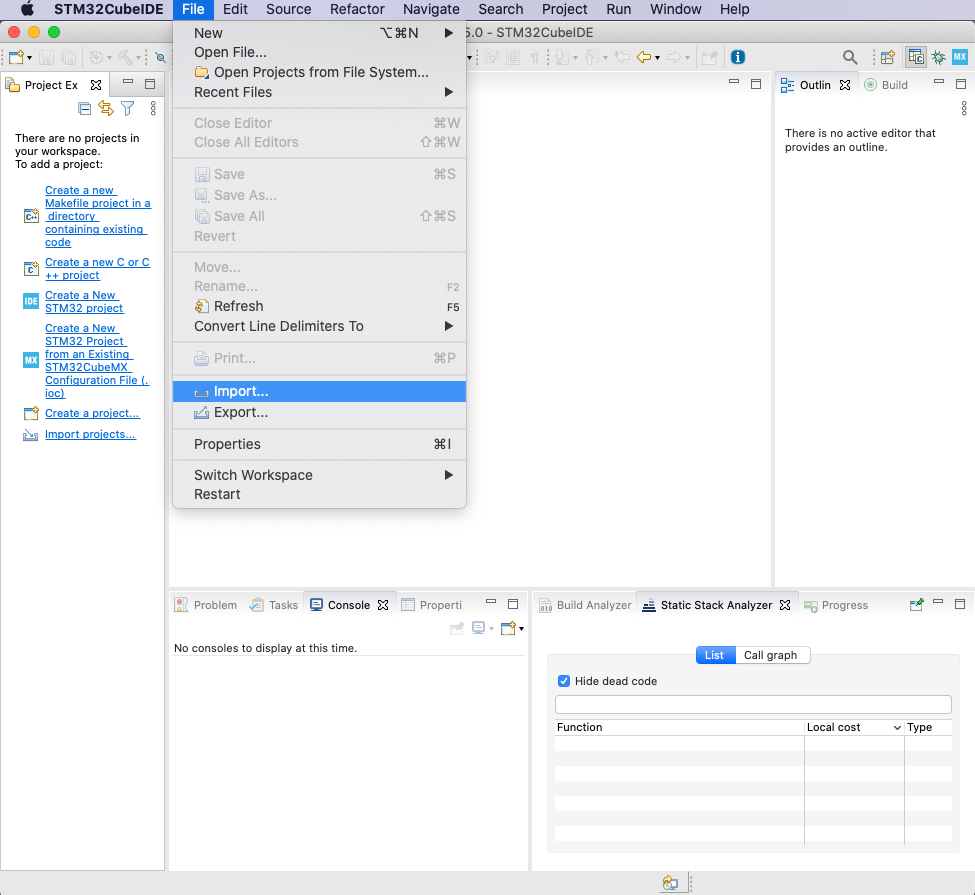 STM32CubeIDE File Edit Source Refactor Navigate Search Project Run Window Help
5.0 - STM32CubeIDE
New ⌥⌘N
Open File...
Open Projects from File System...
Recent Files
Close Editor ⌘W
Close All Editors ⇧⌘W
Save ⌘S
Save As...
Save All ⇧⌘S
Revert
Move...
Rename... F2
Refresh F5
Convert Line Delimiters To
Print... ⌘P
Import...
Export...
Properties ⌘I
Switch Workspace
Restart
Project Ex
There are no projects in
your workspace.
To add a project:
Create a new
Makefile project in a
directory
containing existing
code
Create a new C or C
++ project
IDE
Create a New
STM32 project
Create a New
STM32 Project
MX
from an Existing
STM32CubeMX
Configuration File (.
ioc)
Create a project...
Import projects...
MX
Outlin Build
There is no active editor that
provides an outline.
Problem Tasks Console Properti
No consoles to display at this time.
Build Analyzer Static Stack Analyzer Progress
List Call graph
Hide dead code
Function Local cost Type